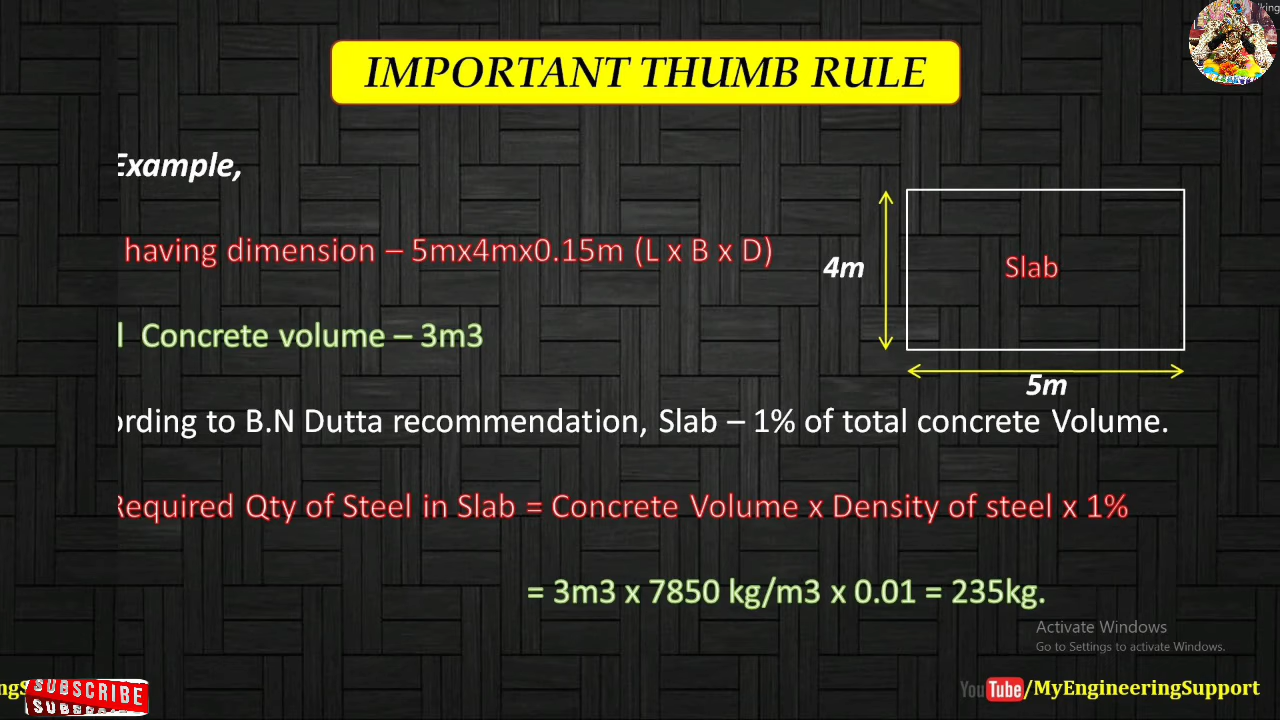 IMPORTANT THUMB RULE
Example,
having dimension – 5mx4mx0.15m (L x B x D)
4m
Slab
l Concrete volume – 3m3
5m
ording to B.N Dutta recommendation, Slab – 1% of total concrete Volume.
Required Qty of Steel in Slab = Concrete Volume x Density of steel x 1%
= 3m3 x 7850 kg/m3 x 0.01 = 235kg.
Activate Windows
Go to Settings to activate Windows.
SUBSCRIBE
YouTube/MyEngineeringSupport